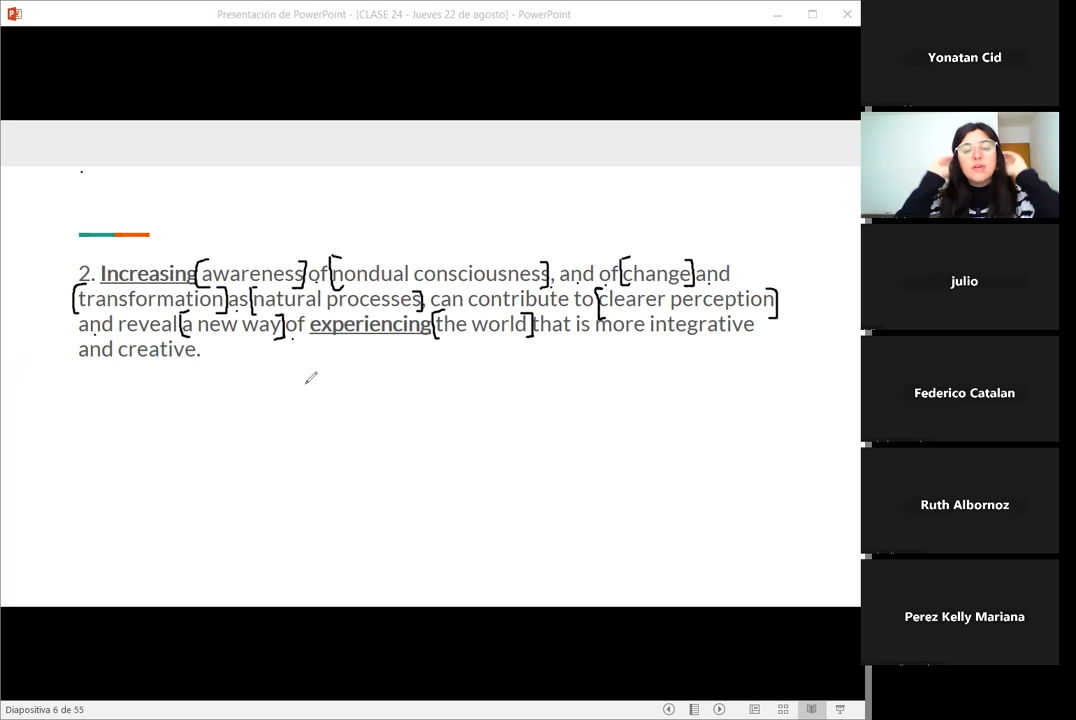 Presentación de PowerPoint - [CLASE 24 - Jueves 22 de agosto] - PowerPoint
2. Increasing [awareness] of [nondual consciousness], and of [change] and
[transformation] as [natural processes], can contribute to [clearer perception]
and reveal [a new way] of experiencing [the world] that is more integrative
and creative.
Diapositiva 6 de 55
Yonatan Cid
julio
Federico Catalan
Ruth Albornoz
Perez Kelly Mariana